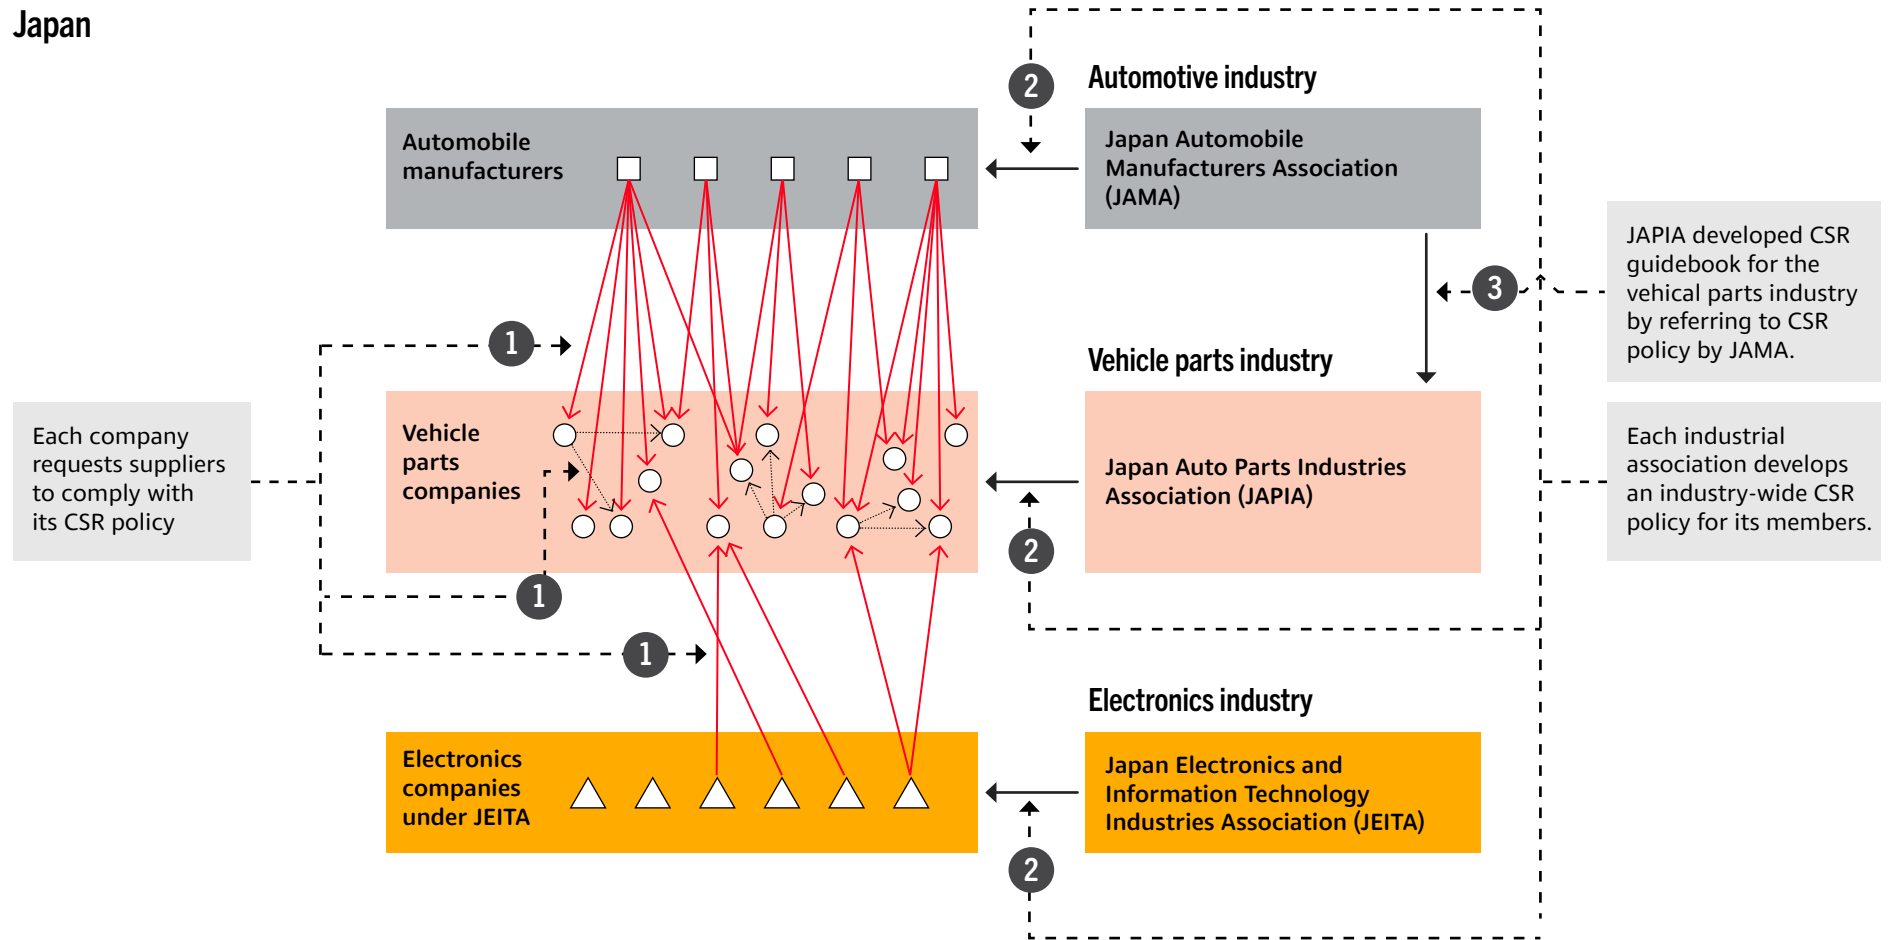 Japan
2
Automotive industry
Automobile
manufacturers
Japan Automobile
Manufacturers Association
(JAMA)
JAPIA developed CSR
guidebook for the
vehical parts industry
by referring to CSR
policy by JAMA.
3
1
Vehicle parts industry
Each company
requests suppliers
to comply with
its CSR policy
Vehicle
parts
companies
Japan Auto Parts Industries
Association (JAPIA)
Each industrial
association develops
an industry-wide CSR
policy for its members.
2
1
1
Electronics industry
Electronics
companies
under JEITA
Japan Electronics and
Information Technology
Industries Association (JEITA)
2